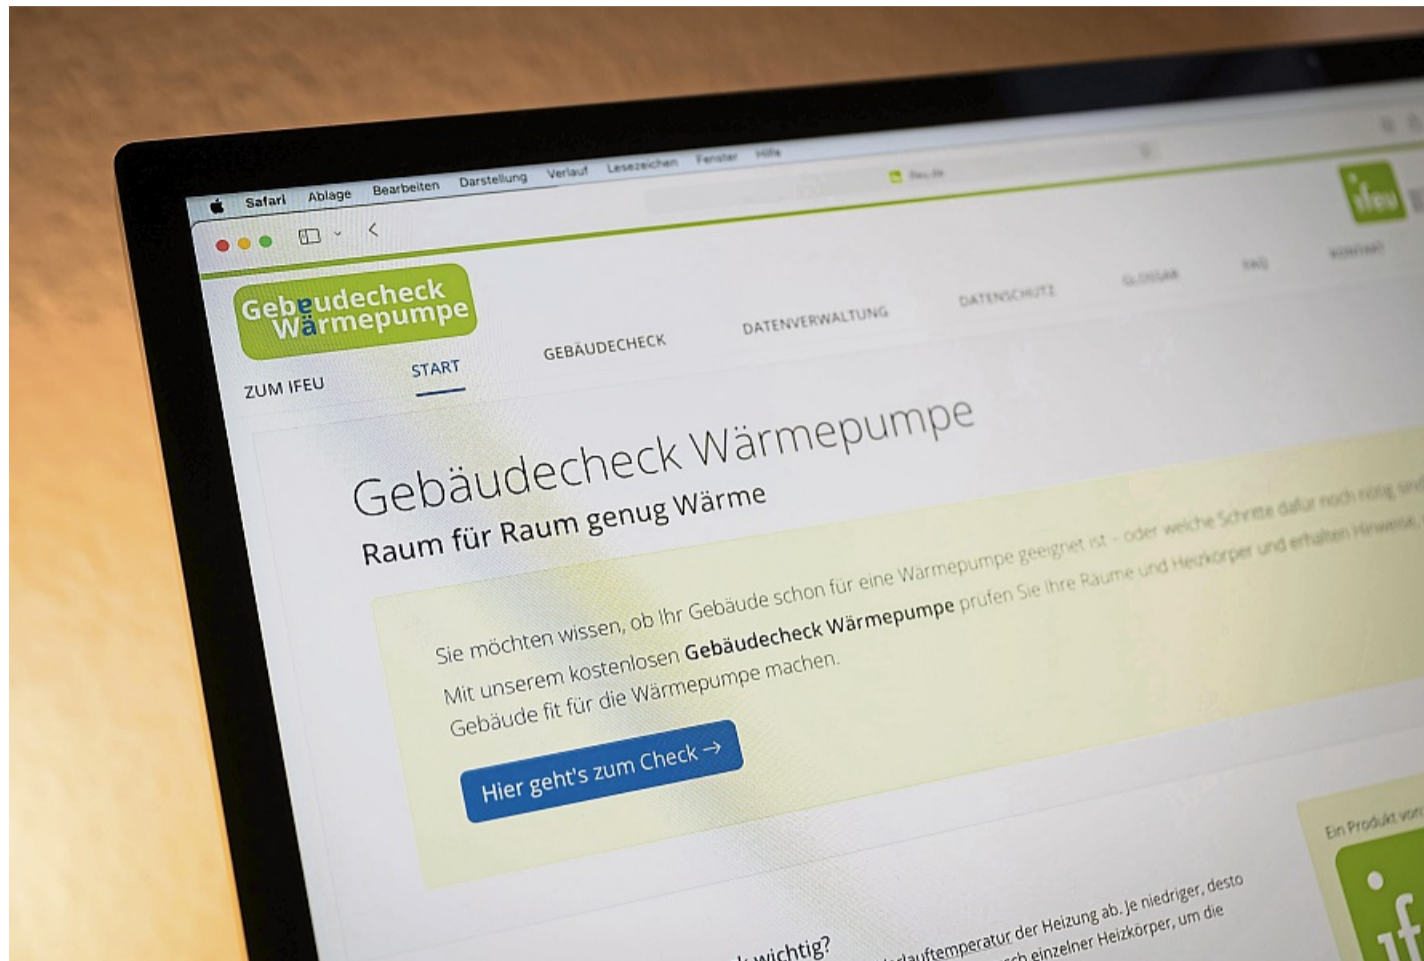 Safari Ablage Bearbeiten Darstellung Verlauf Lesezeichen Fenster Hilfe
ifeu.de
ifeu
Gebäudecheck
Wärmepumpe
ZUM IFEU START GEBÄUDECHECK DATENVERWALTUNG DATENSCHUTZ GLOSSAR FAQ KONTAKT
Gebäudecheck Wärmepumpe
Raum für Raum genug Wärme
Sie möchten wissen, ob Ihr Gebäude schon für eine Wärmepumpe geeignet ist - oder welche Schritte dafür noch nötig sind
Mit unserem kostenlosen Gebäudecheck Wärmepumpe prüfen Sie Ihre Räume und Heizkörper und erhalten Hinweise,
Gebäude fit für die Wärmepumpe machen.
Hier geht's zum Check →
wichtig?
der Heizung ab. Je niedriger, desto
einzelner Heizkörper, um die
Ein Produkt von: